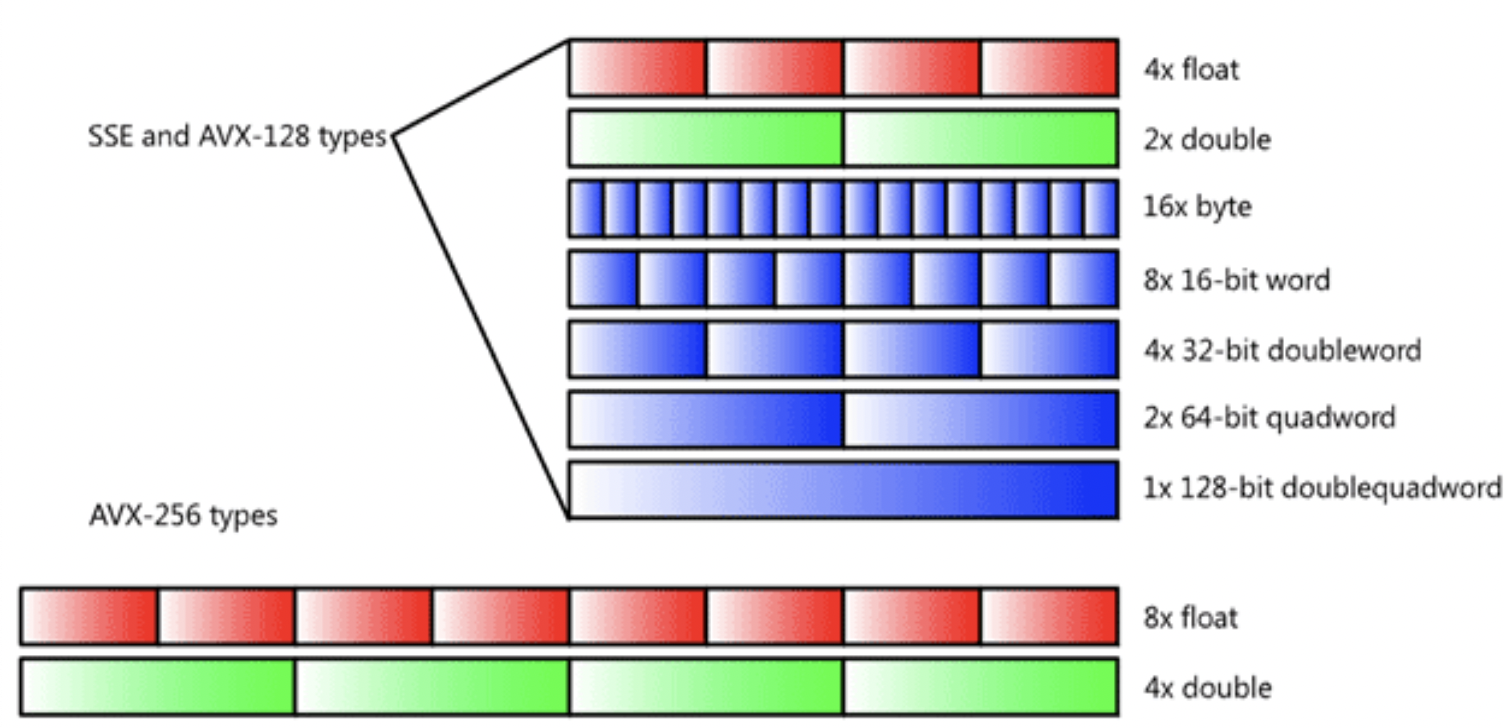 4x float
SSE and AVX-128 types
2x double
16x byte
8x 16-bit word
4x 32-bit doubleword
2x 64-bit quadword
1x 128-bit doublequadword
AVX-256 types
8x float
4x double